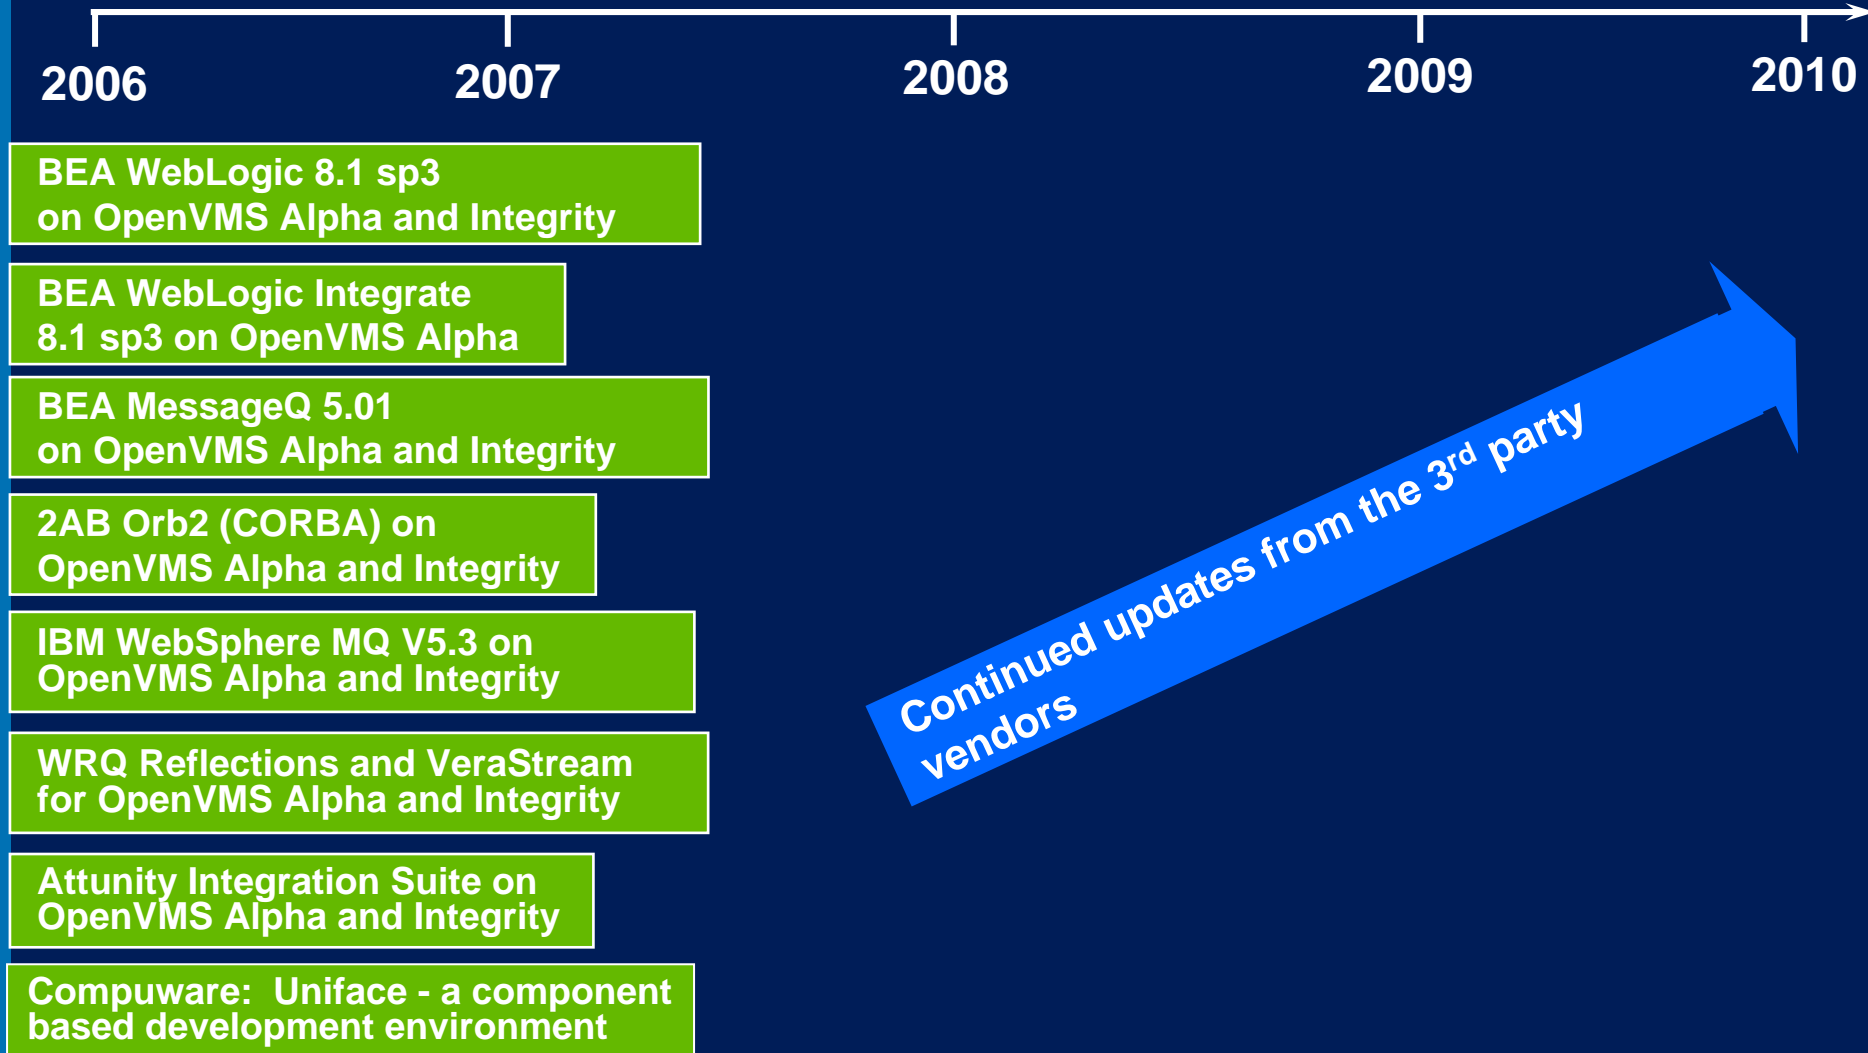 2006 2007 2008 2009 2010
BEA WebLogic 8.1 sp3
on OpenVMS Alpha and Integrity
BEA WebLogic Integrate
8.1 sp3 on OpenVMS Alpha
BEA MessageQ 5.01
on OpenVMS Alpha and Integrity
2AB Orb2 (CORBA) on
OpenVMS Alpha and Integrity
IBM WebSphere MQ V5.3 on
OpenVMS Alpha and Integrity
WRQ Reflections and VeraStream
for OpenVMS Alpha and Integrity
Attunity Integration Suite on
OpenVMS Alpha and Integrity
Compuware:  Uniface - a component
based development environment
Continued updates from the 3rd party
vendors